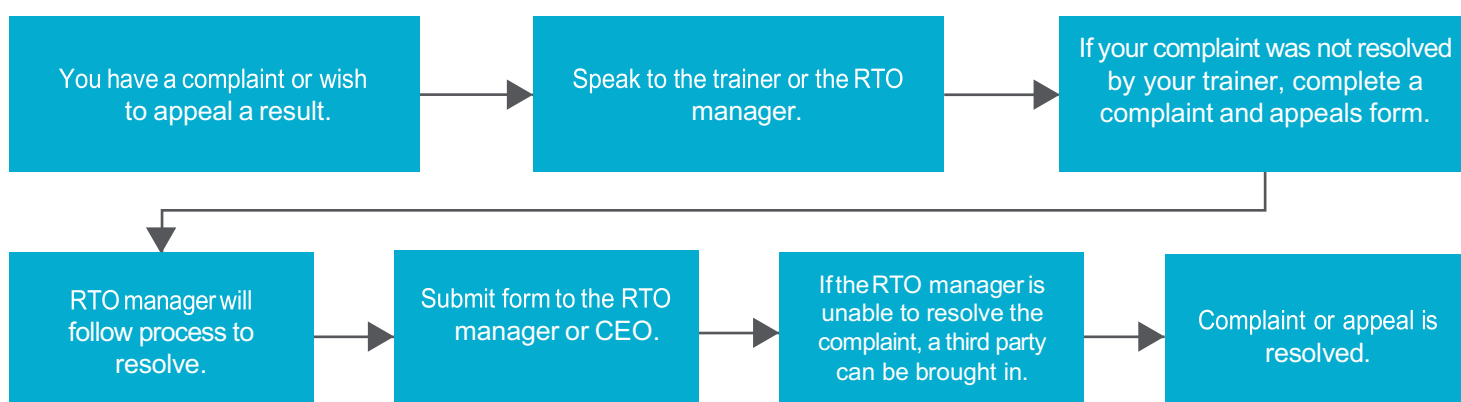 You have a complaint or wish
to appeal a result.
Speak to the trainer or the RTO
manager.
If your complaint was not resolved
by your trainer, complete a
complaint and appeals form.
RTO manager will
follow process to
resolve.
Submit form to the RTO
manager or CEO.
If the RTO manager is
unable to resolve the
complaint, a third party
can be brought in.
Complaint or appeal is
resolved.